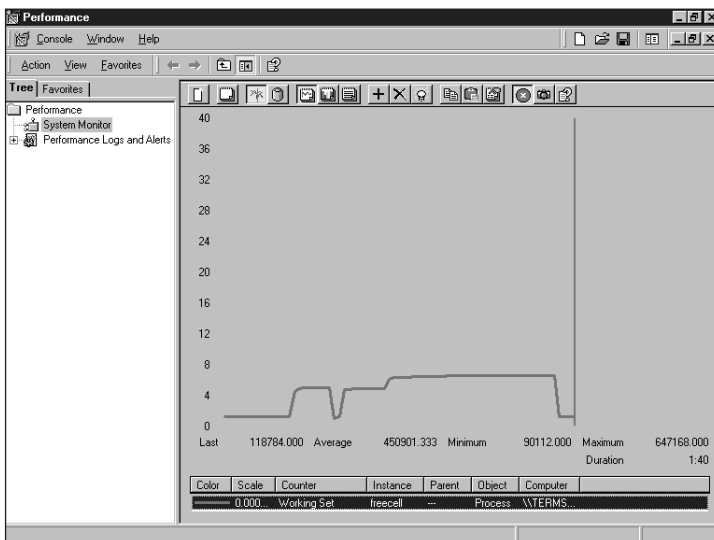 Performance
Console Window Help
Action View Favorites
Tree Favorites
Performance
System Monitor
Performance Logs and Alerts
40
36
32
28
24
20
16
12
8
4
0
Last 118784.000 Average 450901.333 Minimum 90112.000 Maximum 647168.000
Duration 1:40
Color Scale Counter Instance Parent Object Computer
0.000... Working Set freecell --- Process \\TERMS...